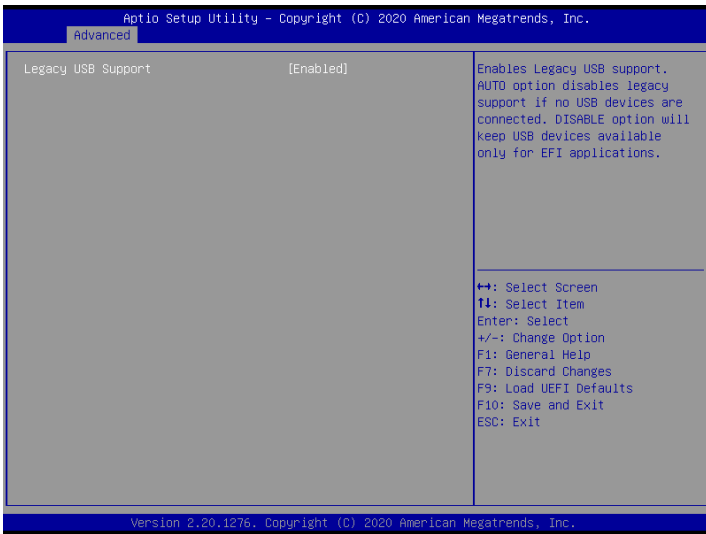 Aptio Setup Utility – Copyright (C) 2020 American Megatrends, Inc.
Advanced
Legacy USB Support [Enabled]
Enables Legacy USB support.
AUTO option disables legacy
support if no USB devices are
connected. DISABLE option will
keep USB devices available
only for EFI applications.
↔: Select Screen
↑↓: Select Item
Enter: Select
+/-: Change Option
F1: General Help
F7: Discard Changes
F9: Load UEFI Defaults
F10: Save and Exit
ESC: Exit
Version 2.20.1276. Copyright (C) 2020 American Megatrends, Inc.